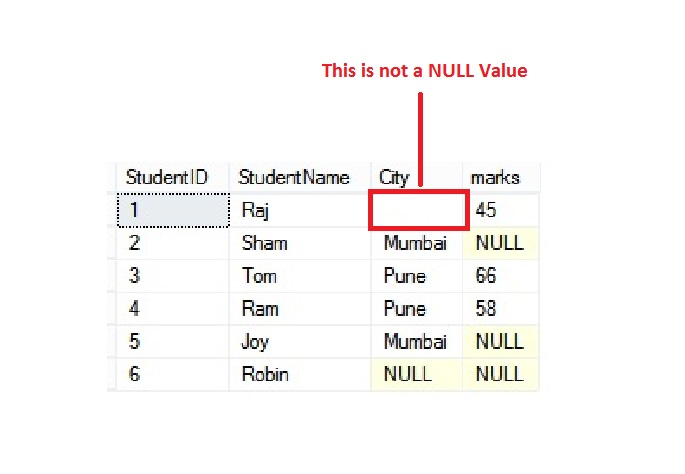 This is not a NULL Value
StudentID StudentName City marks
1 Raj 45
2 Sham Mumbai NULL
3 Tom Pune 66
4 Ram Pune 58
5 Joy Mumbai NULL
6 Robin NULL NULL